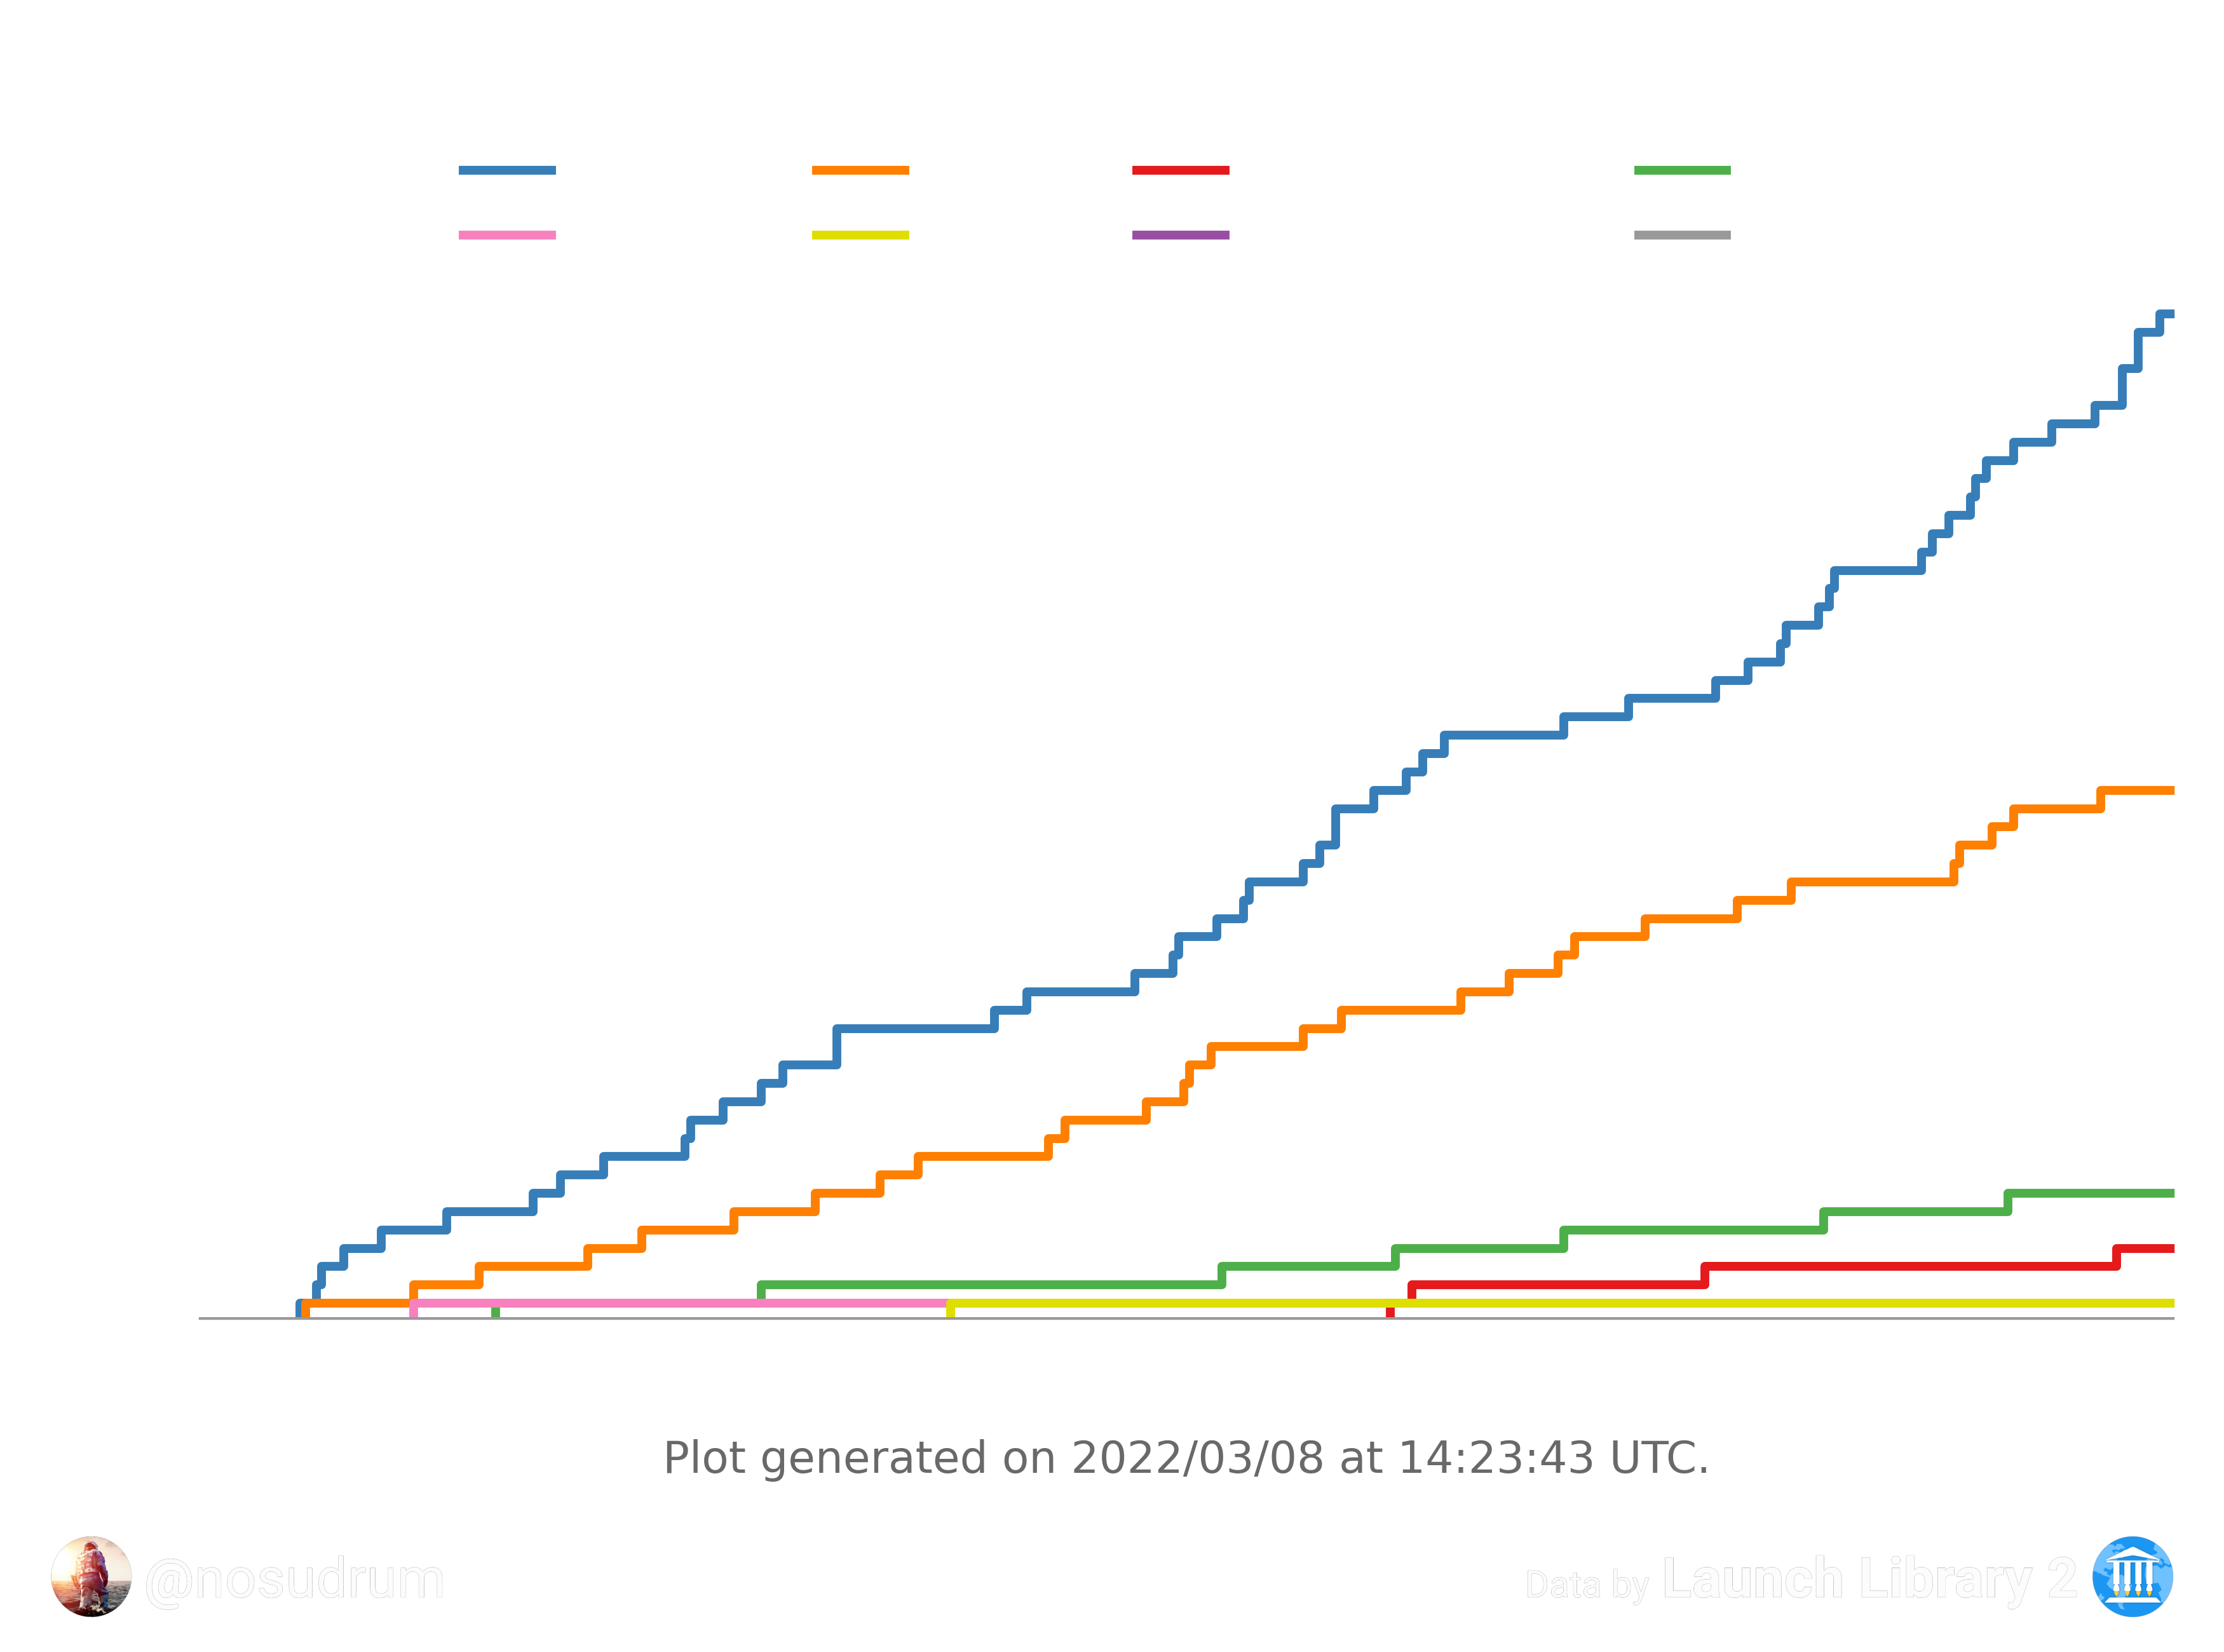 Plot generated on 2022/03/08 at 14:23:43 UTC.
@nosudrum
Data by Launch Library 2